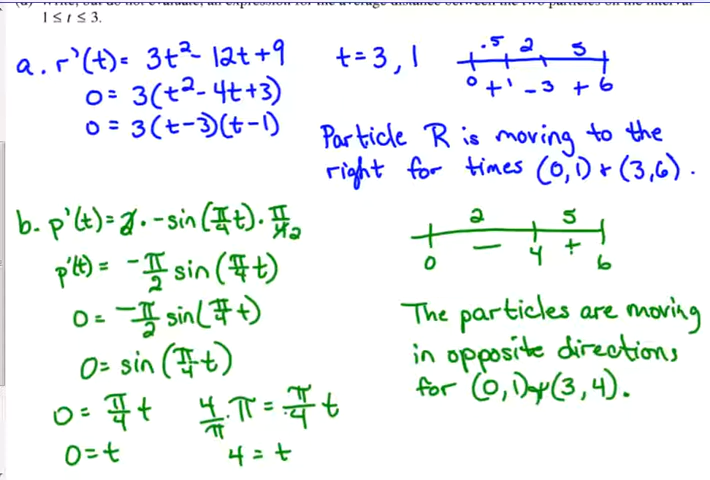 1 ≤ t ≤ 3.
a. r'(t) = 3t² - 12t + 9   t = 3, 1
0 = 3(t² - 4t + 3)
0 = 3(t - 3)(t - 1)
.5 2 5
0 + 1 - 3 + 6
Particle R is moving to the
right for times (0,1) + (3,6).
b. p'(t) = 2 · -sin(π/4 t) · π/4 2
p'(t) = -π/2 sin(π/4 t)
0 = -π/2 sin(π/4 t)
0 = sin(π/4 t)
0 = π/4 t   4/π · π = π/4 t
0 = t   4 = t
2 5
0 - 4 + 6
The particles are moving
in opposite directions
for (0,1) + (3,4).